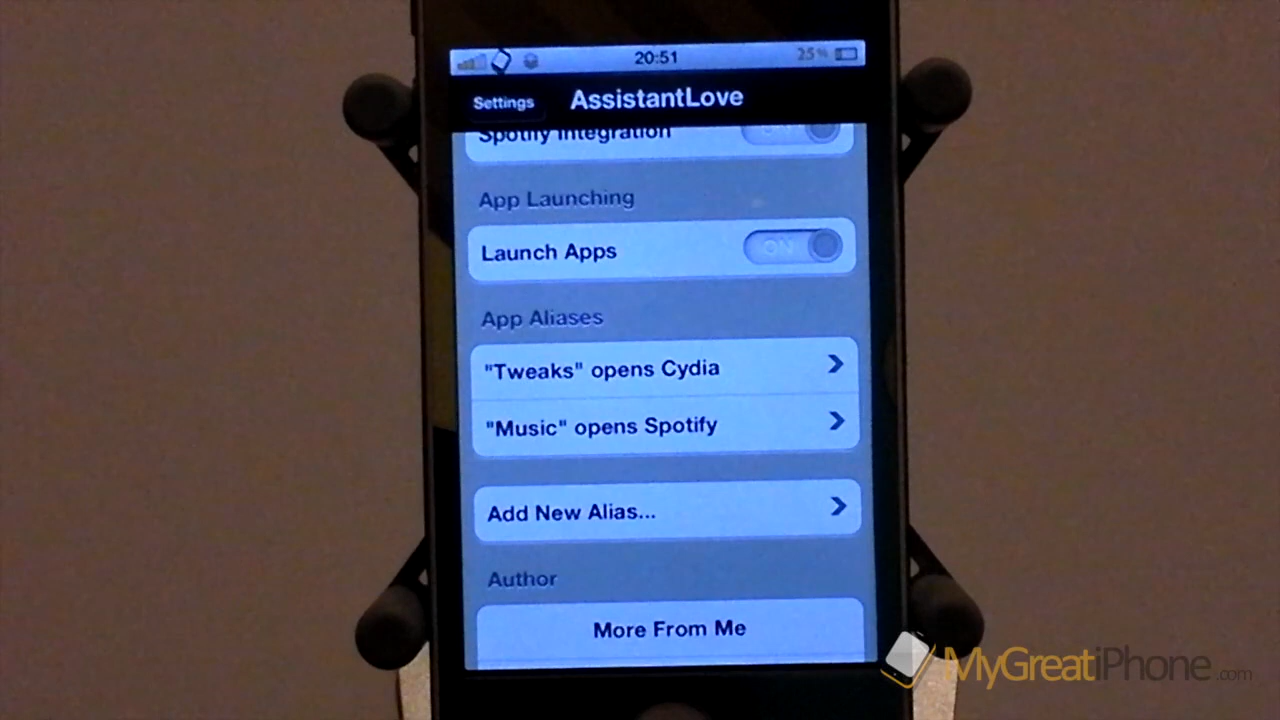 20:51
25%
Settings
AssistantLove
Spotify Integration
ON
App Launching
Launch Apps
ON
App Aliases
"Tweaks" opens Cydia
"Music" opens Spotify
Add New Alias...
Author
More From Me
MyGreatiPhone.com